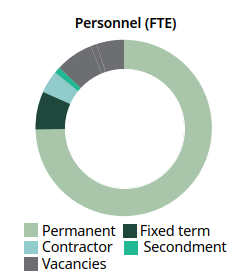 Personnel (FTE)
Permanent Fixed term
Contractor Secondment
Vacancies